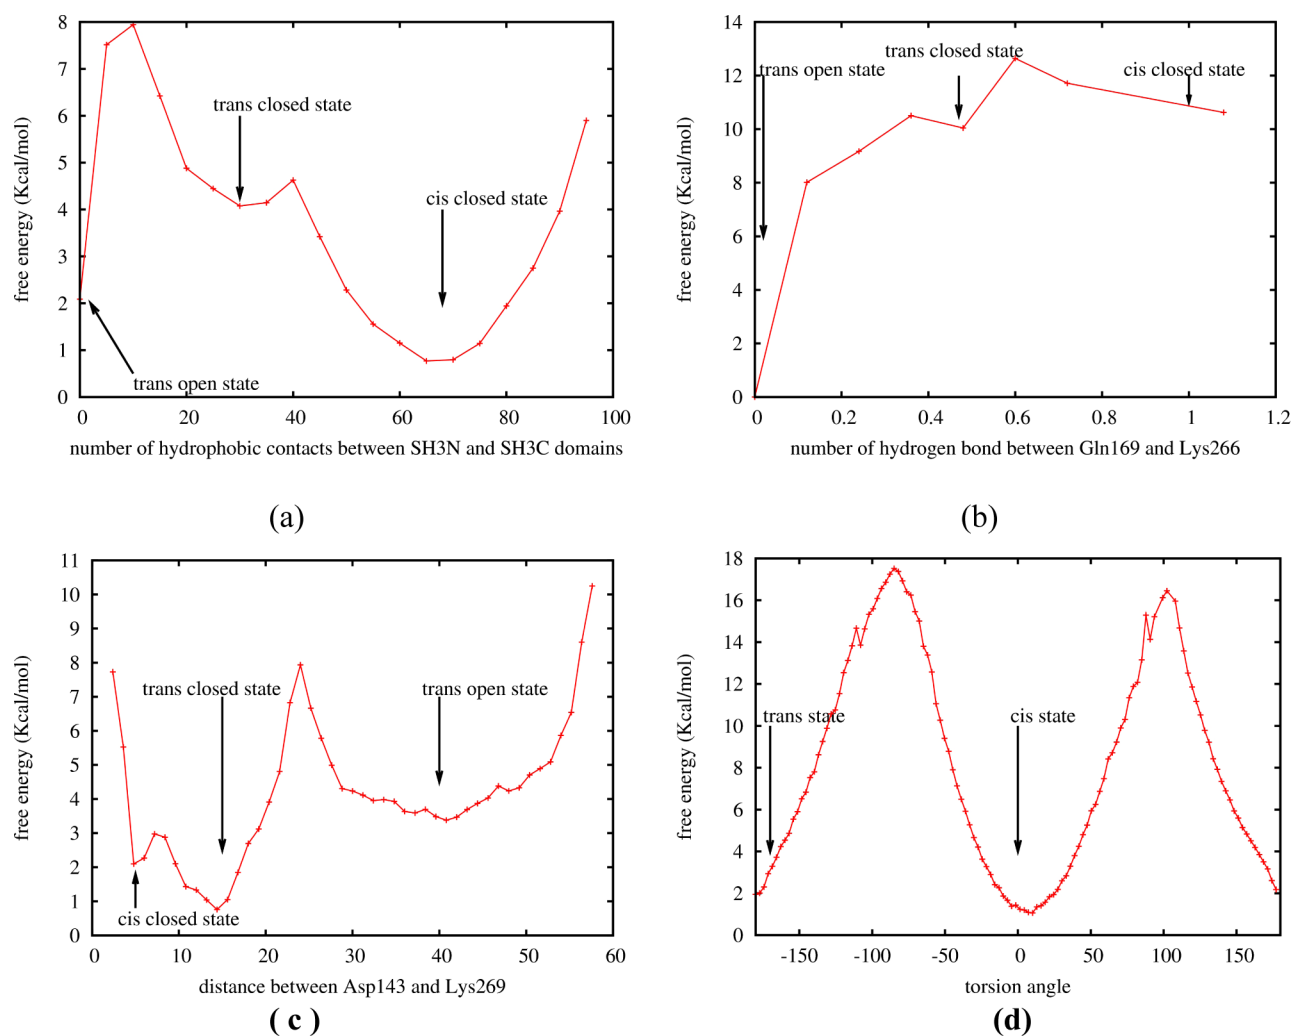 8
7
6
5
4
3
2
1
0
free energy (Kcal/mol)
trans closed state
cis closed state
trans open state
0 20 40 60 80 100
number of hydrophobic contacts between SH3N and SH3C domains
(a)
14
12
10
8
6
4
2
0
free energy (Kcal/mol)
trans closed state
trans open state
cis closed state
0 0.2 0.4 0.6 0.8 1 1.2
number of hydrogen bond between Gln169 and Lys266
(b)
11
10
9
8
7
6
5
4
3
2
1
0
free energy (Kcal/mol)
trans closed state
trans open state
cis closed state
0 10 20 30 40 50 60
distance between Asp143 and Lys269
( c )
18
16
14
12
10
8
6
4
2
0
free energy (Kcal/mol)
trans state
cis state
-150 -100 -50 0 50 100 150
torsion angle
(d)